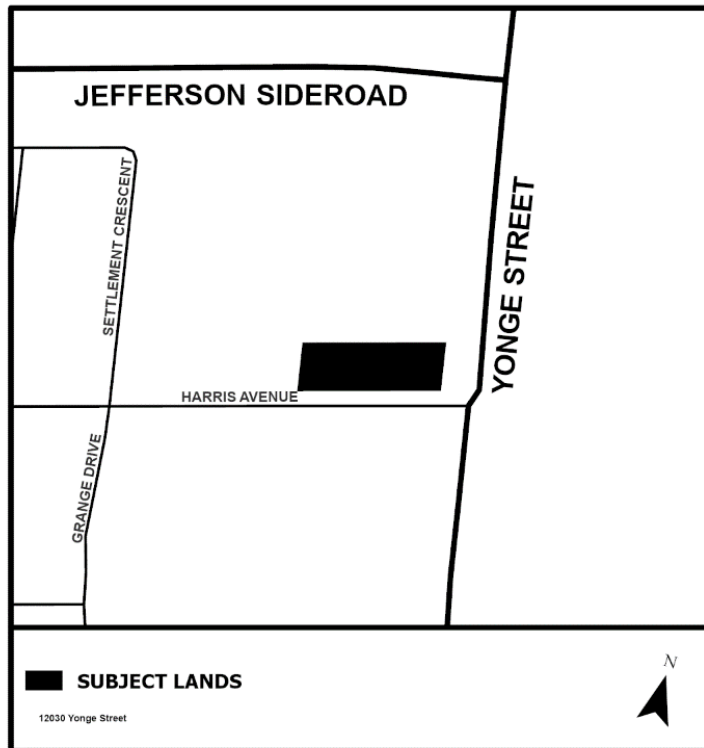 JEFFERSON SIDEROAD
SETTLEMENT CRESCENT
YONGE STREET
HARRIS AVENUE
GRANGE DRIVE
SUBJECT LANDS
12030 Yonge Street
N